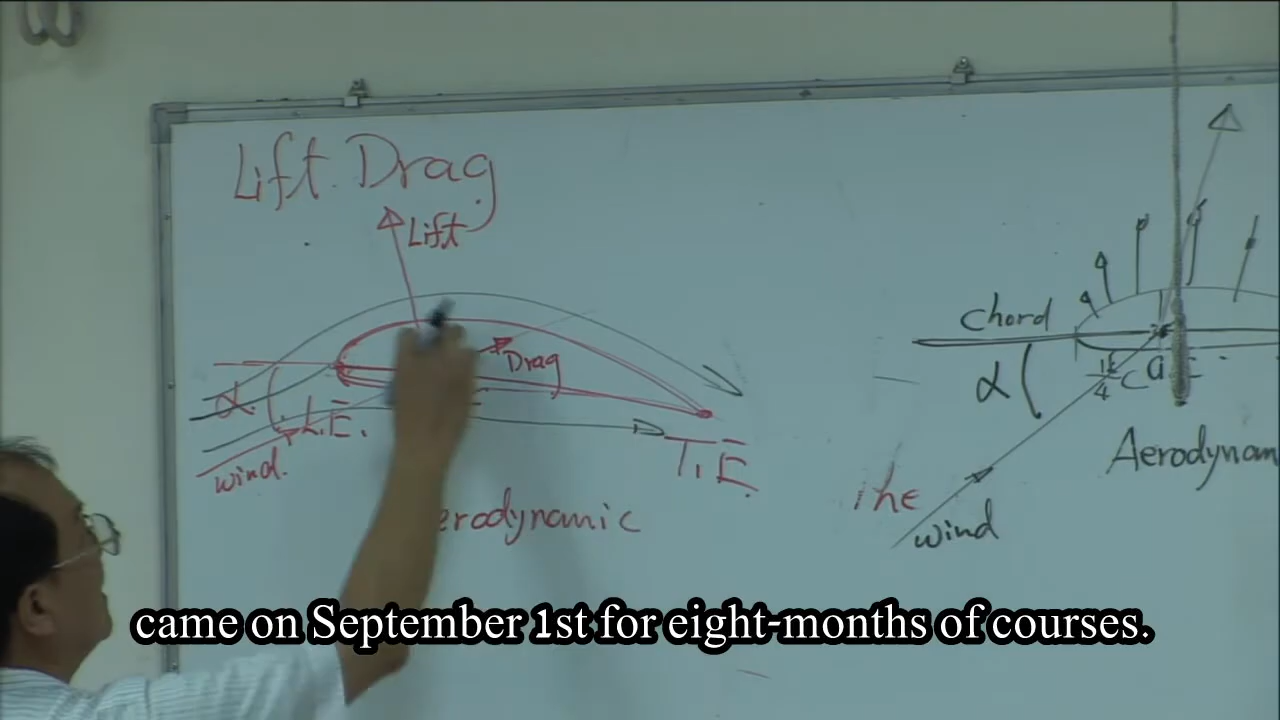 Lift. Drag
Lift
Drag
α
L.E.
wind.
T.E.
chord
α
1/4 C
Aerodynam
The
wind
erodynamic
came on September 1st for eight-months of courses.